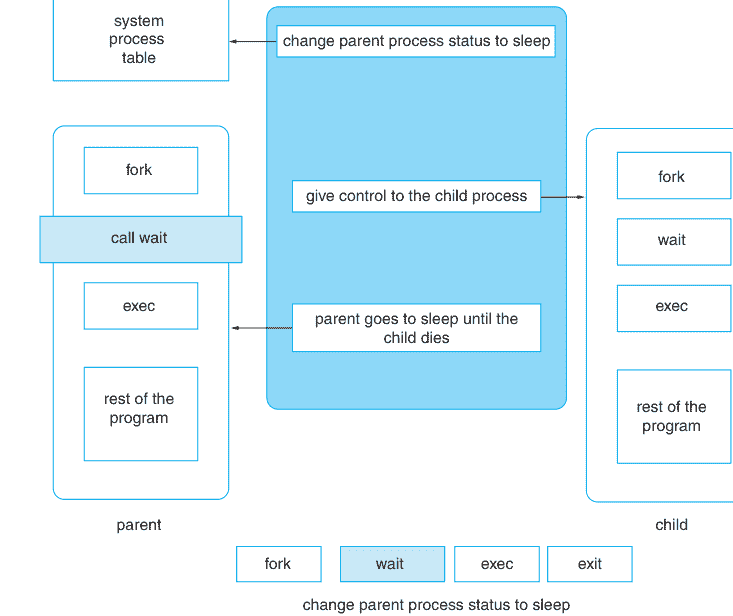 system
process
table
change parent process status to sleep
fork
call wait
exec
rest of the
program
parent
give control to the child process
parent goes to sleep until the
child dies
fork
wait
exec
rest of the
program
child
fork
wait
exec
exit
change parent process status to sleep